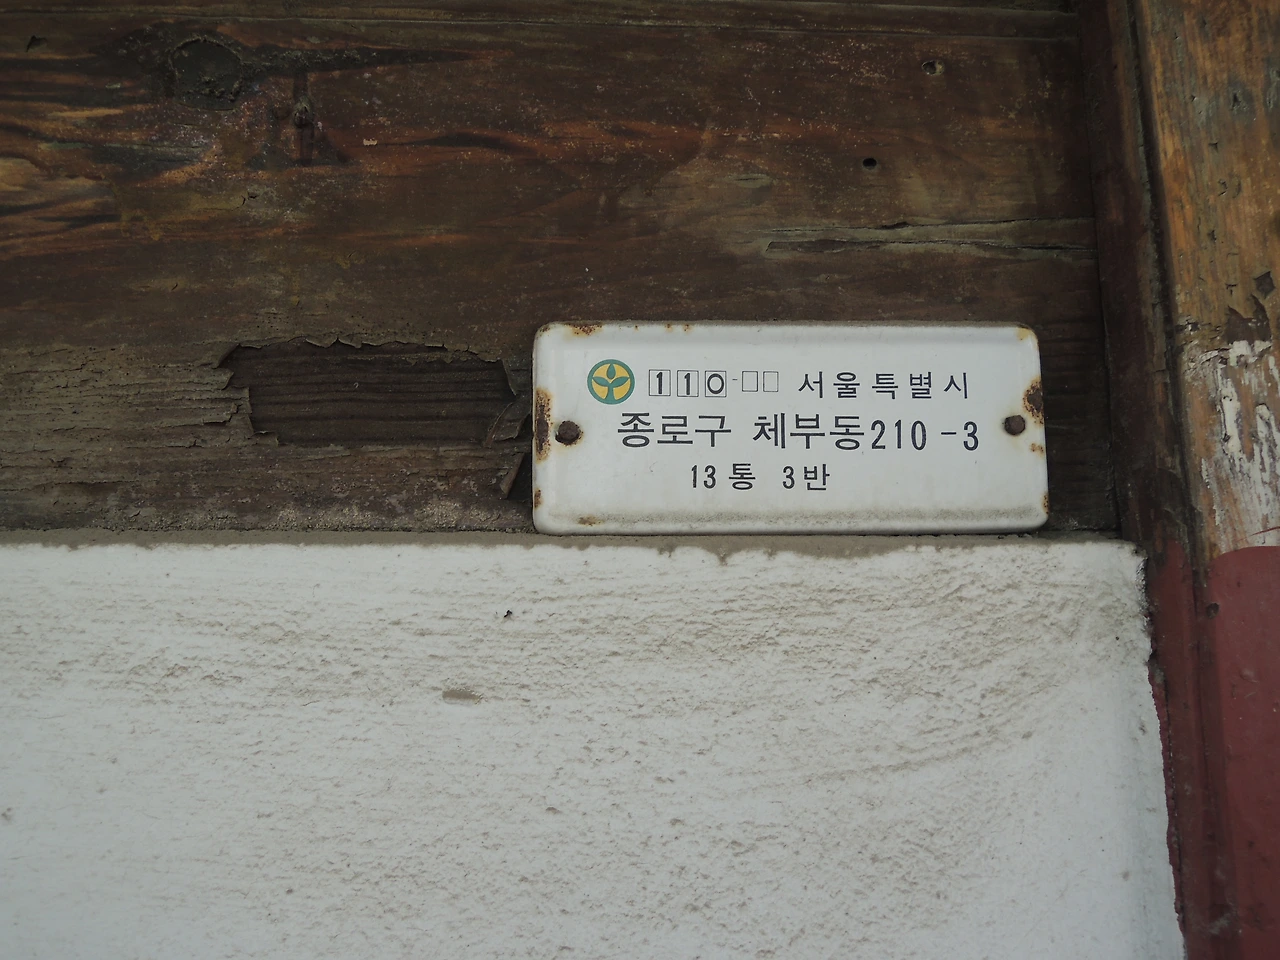 110-□□ 서울특별시
종로구 체부동210-3
13통 3반